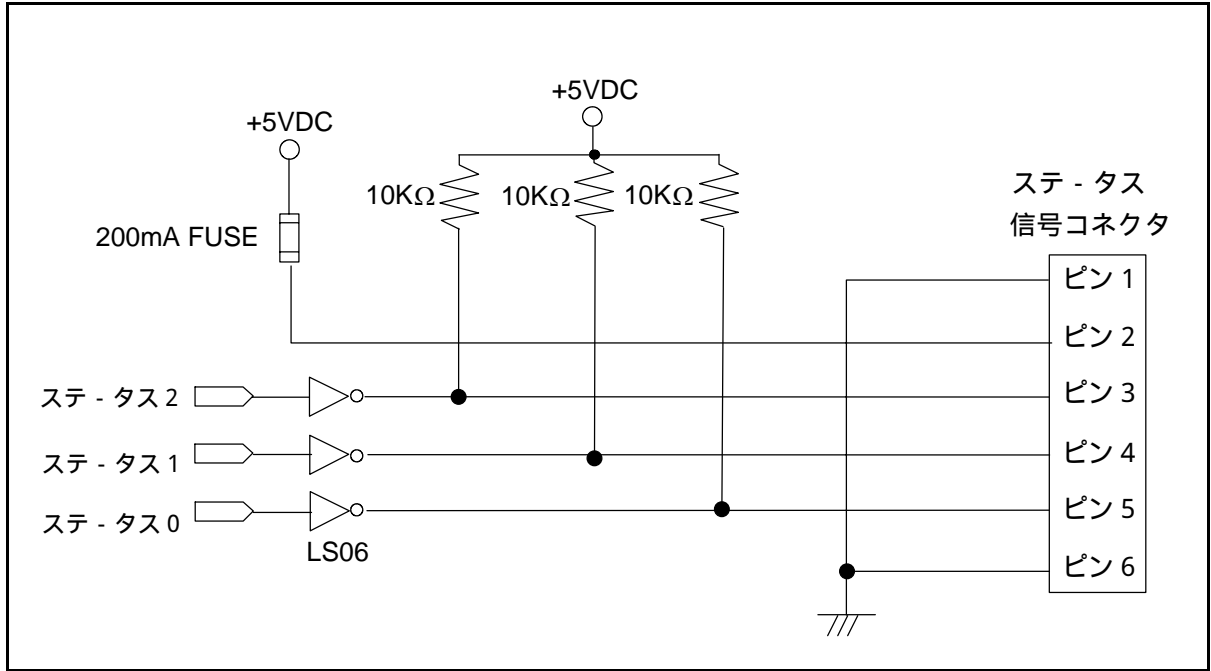 +5VDC
+5VDC
200mA FUSE
10KΩ
10KΩ
10KΩ
ステ - タス
信号コネクタ
ピン 1
ピン 2
ピン 3
ピン 4
ピン 5
ピン 6
ステ - タス 2
ステ - タス 1
ステ - タス 0
LS06